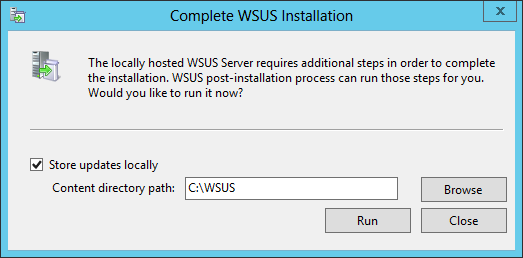 Complete WSUS Installation
The locally hosted WSUS Server requires additional steps in order to complete
the installation. WSUS post-installation process can run those steps for you.
Would you like to run it now?
Store updates locally
Content directory path: C:\WSUS Browse
Run Close